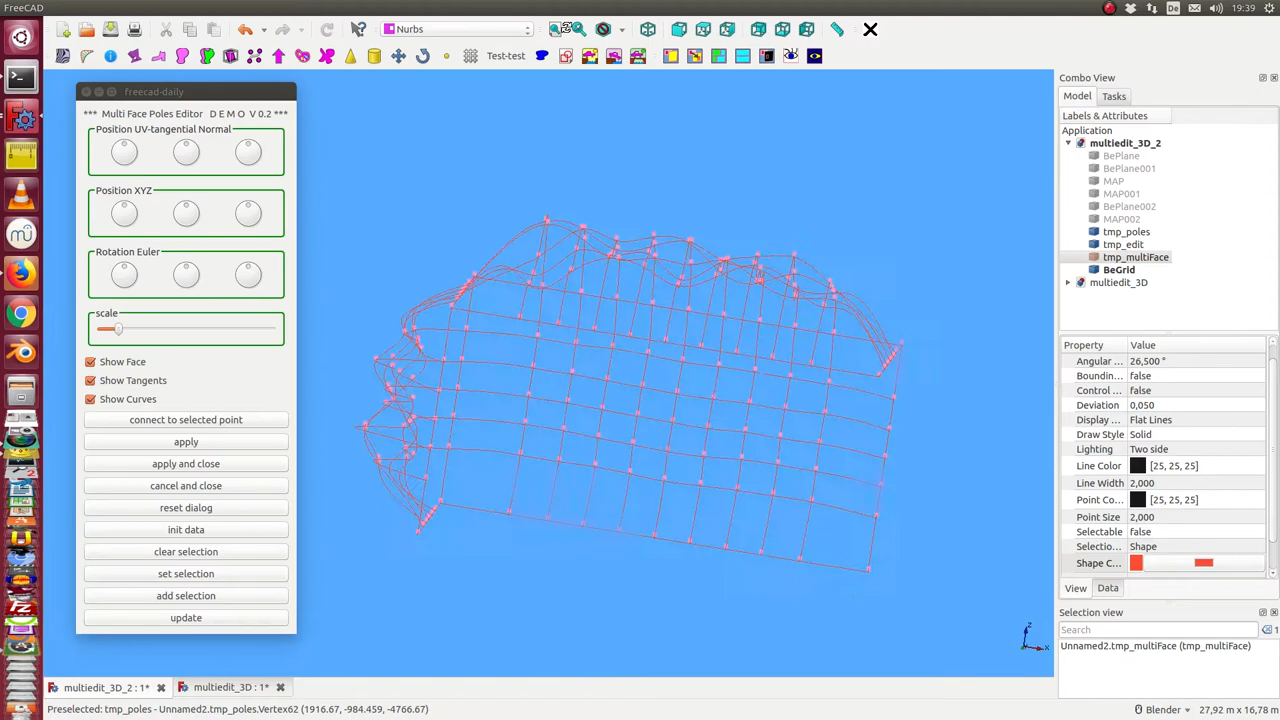 FreeCAD
De
19:39
Nurbs
Test-test
freecad-daily
*** Multi Face Poles Editor D E M O V 0.2 ***
Position UV-tangential Normal
Position XYZ
Rotation Euler
scale
Show Face
Show Tangents
Show Curves
connect to selected point
apply
apply and close
cancel and close
reset dialog
init data
clear selection
set selection
add selection
update
Combo View
Model
Tasks
Labels & Attributes
Application
multiedit_3D_2
BePlane
BePlane001
MAP
MAP001
BePlane002
MAP002
tmp_poles
tmp_edit
tmp_multiFace
BeGrid
multiedit_3D
Property Value
Angular ... 26,500 °
Boundin... false
Control ... false
Deviation 0,050
Display ... Flat Lines
Draw Style Solid
Lighting Two side
Line Color [25, 25, 25]
Line Width 2,000
Point Co... [25, 25, 25]
Point Size 2,000
Selectable false
Selectio... Shape
Shape C...
View
Data
Selection view
Search
1
Unnamed2.tmp_multiFace (tmp_multiFace)
z
x
multiedit_3D_2 : 1*
multiedit_3D : 1*
Preselected: tmp_poles - Unnamed2.tmp_poles.Vertex62 (1916.67, -984.459, -4766.67)
Blender
27,92 m x 16,78 m